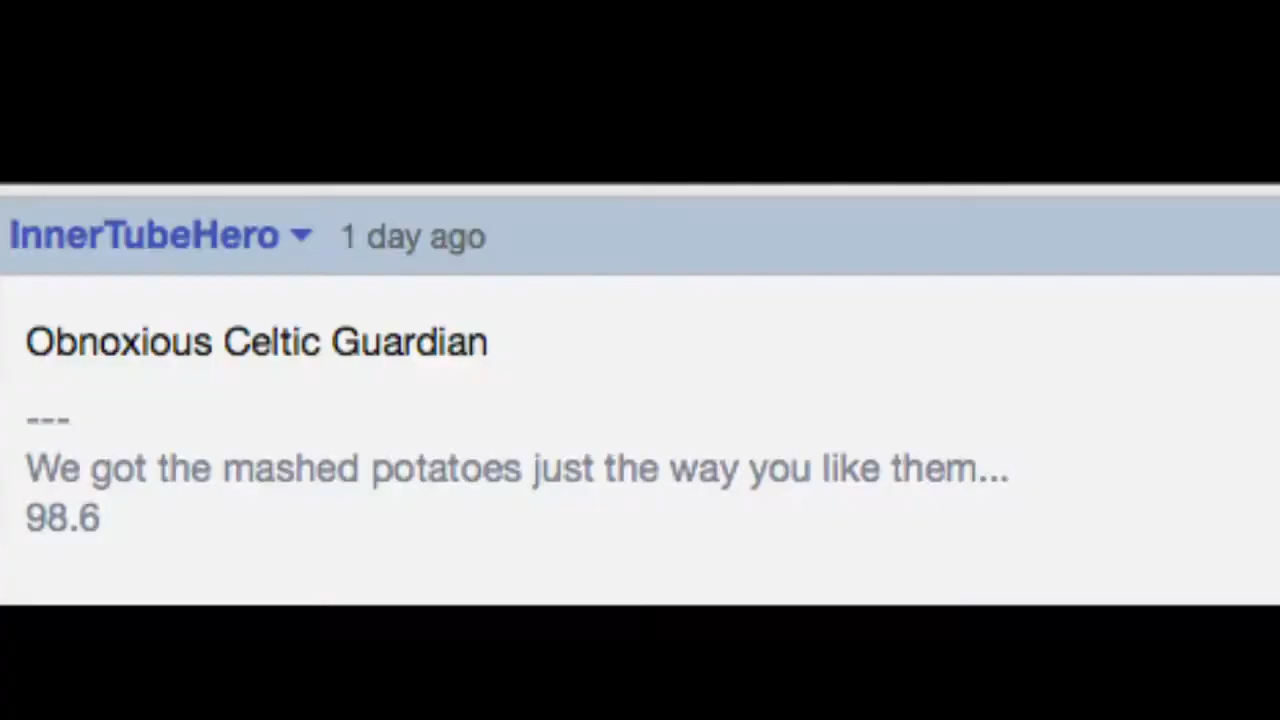 InnerTubeHero 1 day ago
Obnoxious Celtic Guardian
---
We got the mashed potatoes just the way you like them...
98.6